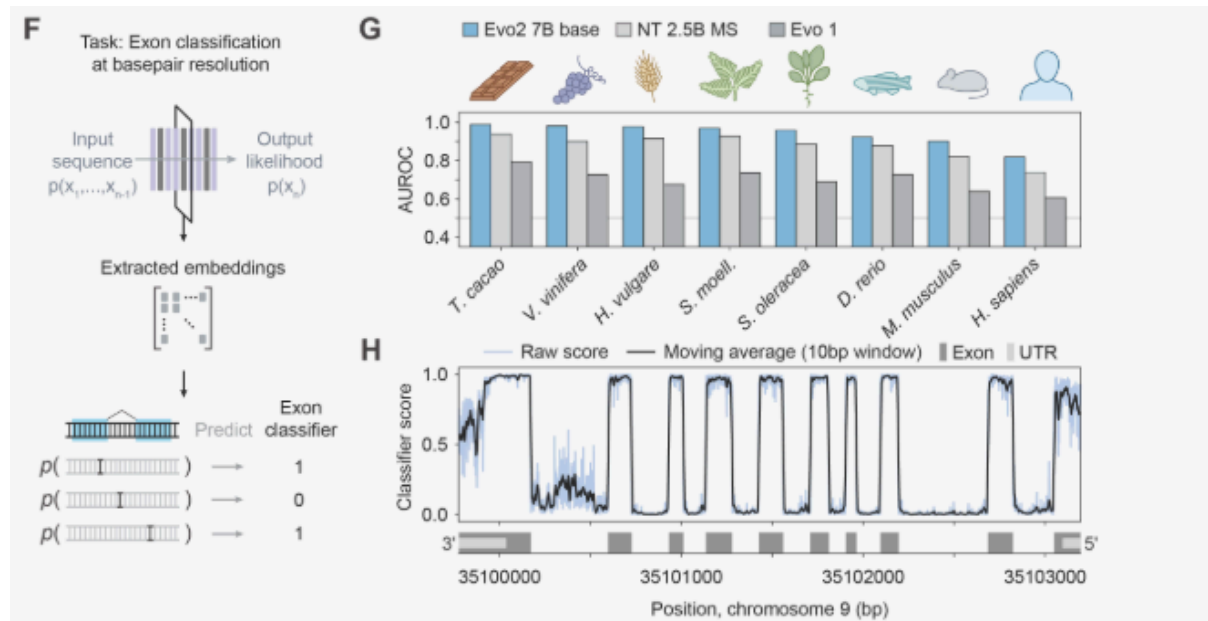 F
Task: Exon classification
at basepair resolution
Input
sequence
p(x1,...,xn-1)
Output
likelihood
p(xn)
Extracted embeddings
Predict
Exon
classifier
p( ) 1
p( ) 0
p( ) 1
G
Evo2 7B base NT 2.5B MS Evo 1
AUROC
1.0
0.8
0.6
0.4
T. cacao
V. vinifera
H. vulgare
S. moell.
S. oleracea
D. rerio
M. musculus
H. sapiens
H
Raw score Moving average (10bp window) Exon UTR
Classifier score
1.0
0.5
0.0
3' 5'
35100000 35101000 35102000 35103000
Position, chromosome 9 (bp)